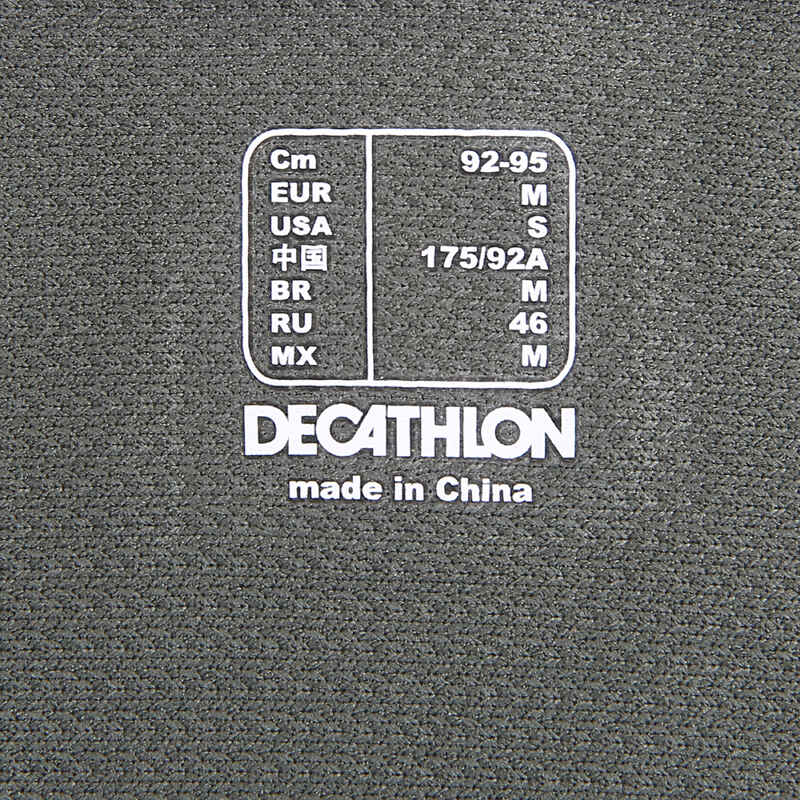 Cm 92-95
EUR M
USA S
中国 175/92A
BR M
RU 46
MX M
DECATHLON
made in China